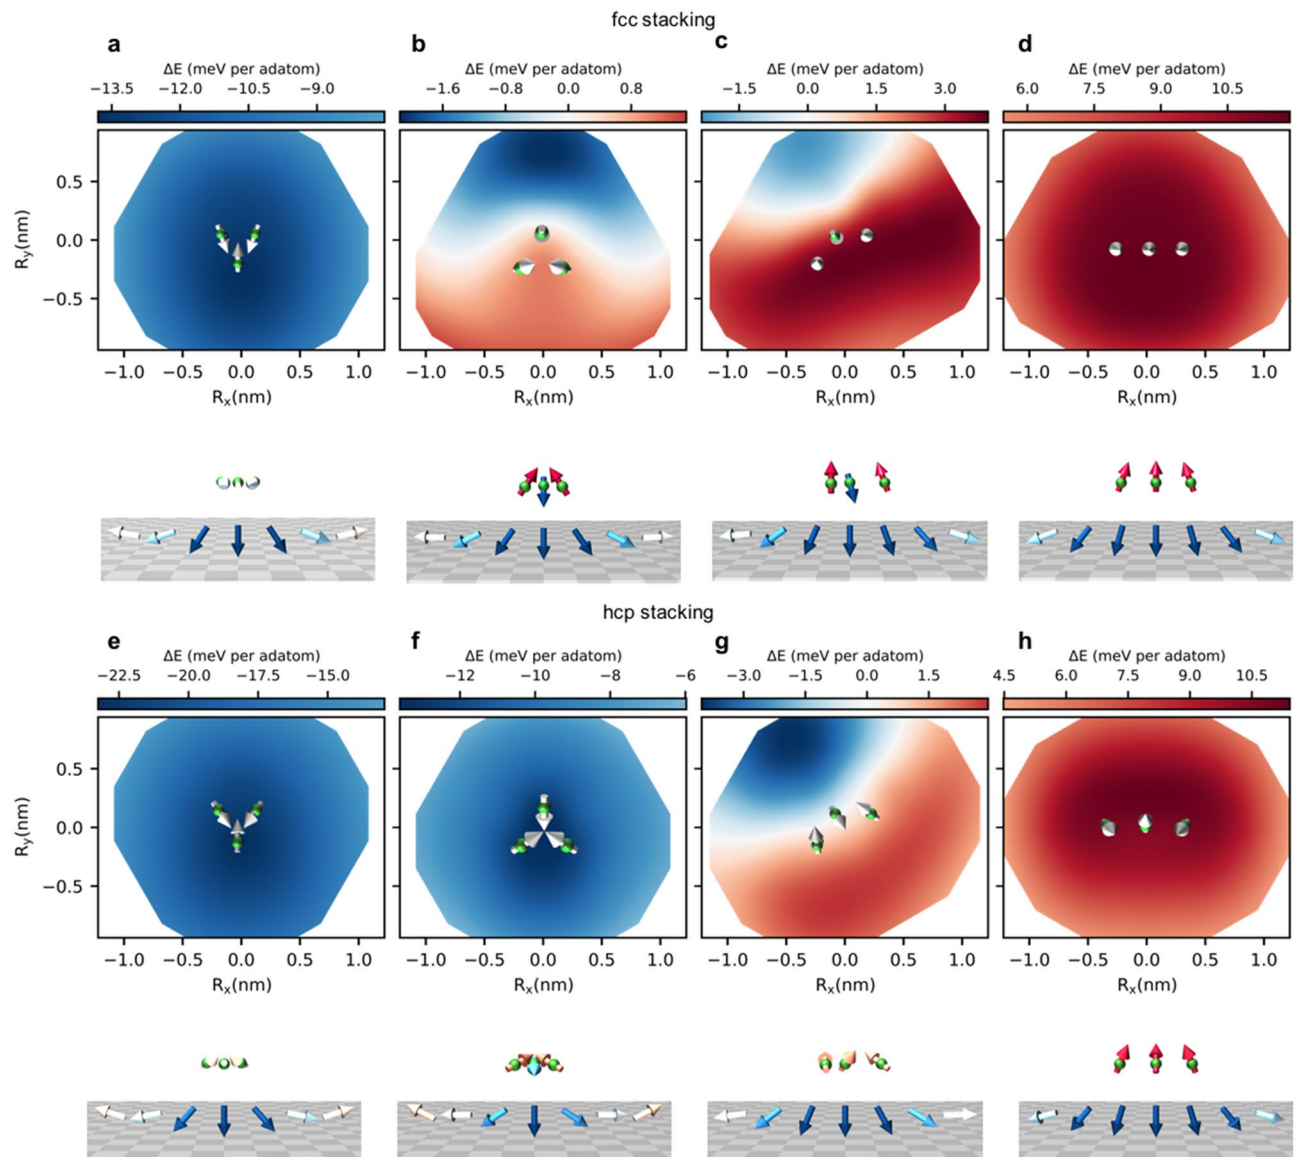 fcc stacking
a b c d
ΔE (meV per adatom) ΔE (meV per adatom) ΔE (meV per adatom) ΔE (meV per adatom)
−13.5 −12.0 −10.5 −9.0 −1.6 −0.8 0.0 0.8 −1.5 0.0 1.5 3.0 6.0 7.5 9.0 10.5
0.5
0.0
−0.5
Ry(nm)
−1.0 −0.5 0.0 0.5 1.0 −1.0 −0.5 0.0 0.5 1.0 −1.0 −0.5 0.0 0.5 1.0 −1.0 −0.5 0.0 0.5 1.0
Rx(nm) Rx(nm) Rx(nm) Rx(nm)
hcp stacking
e f g h
ΔE (meV per adatom) ΔE (meV per adatom) ΔE (meV per adatom) ΔE (meV per adatom)
−22.5 −20.0 −17.5 −15.0 −12 −10 −8 −6 −3.0 −1.5 0.0 1.5 4.5 6.0 7.5 9.0 10.5
0.5
0.0
−0.5
Ry(nm)
−1.0 −0.5 0.0 0.5 1.0 −1.0 −0.5 0.0 0.5 1.0 −1.0 −0.5 0.0 0.5 1.0 −1.0 −0.5 0.0 0.5 1.0
Rx(nm) Rx(nm) Rx(nm) Rx(nm)